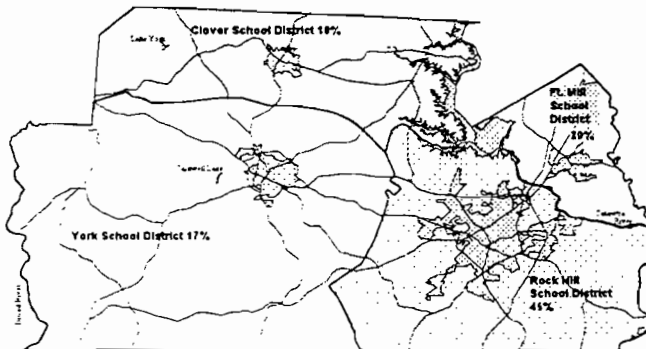 Clover School District 18%
Ft. Mill
School
District
20%
York School District 17%
Rock Hill
School District
45%